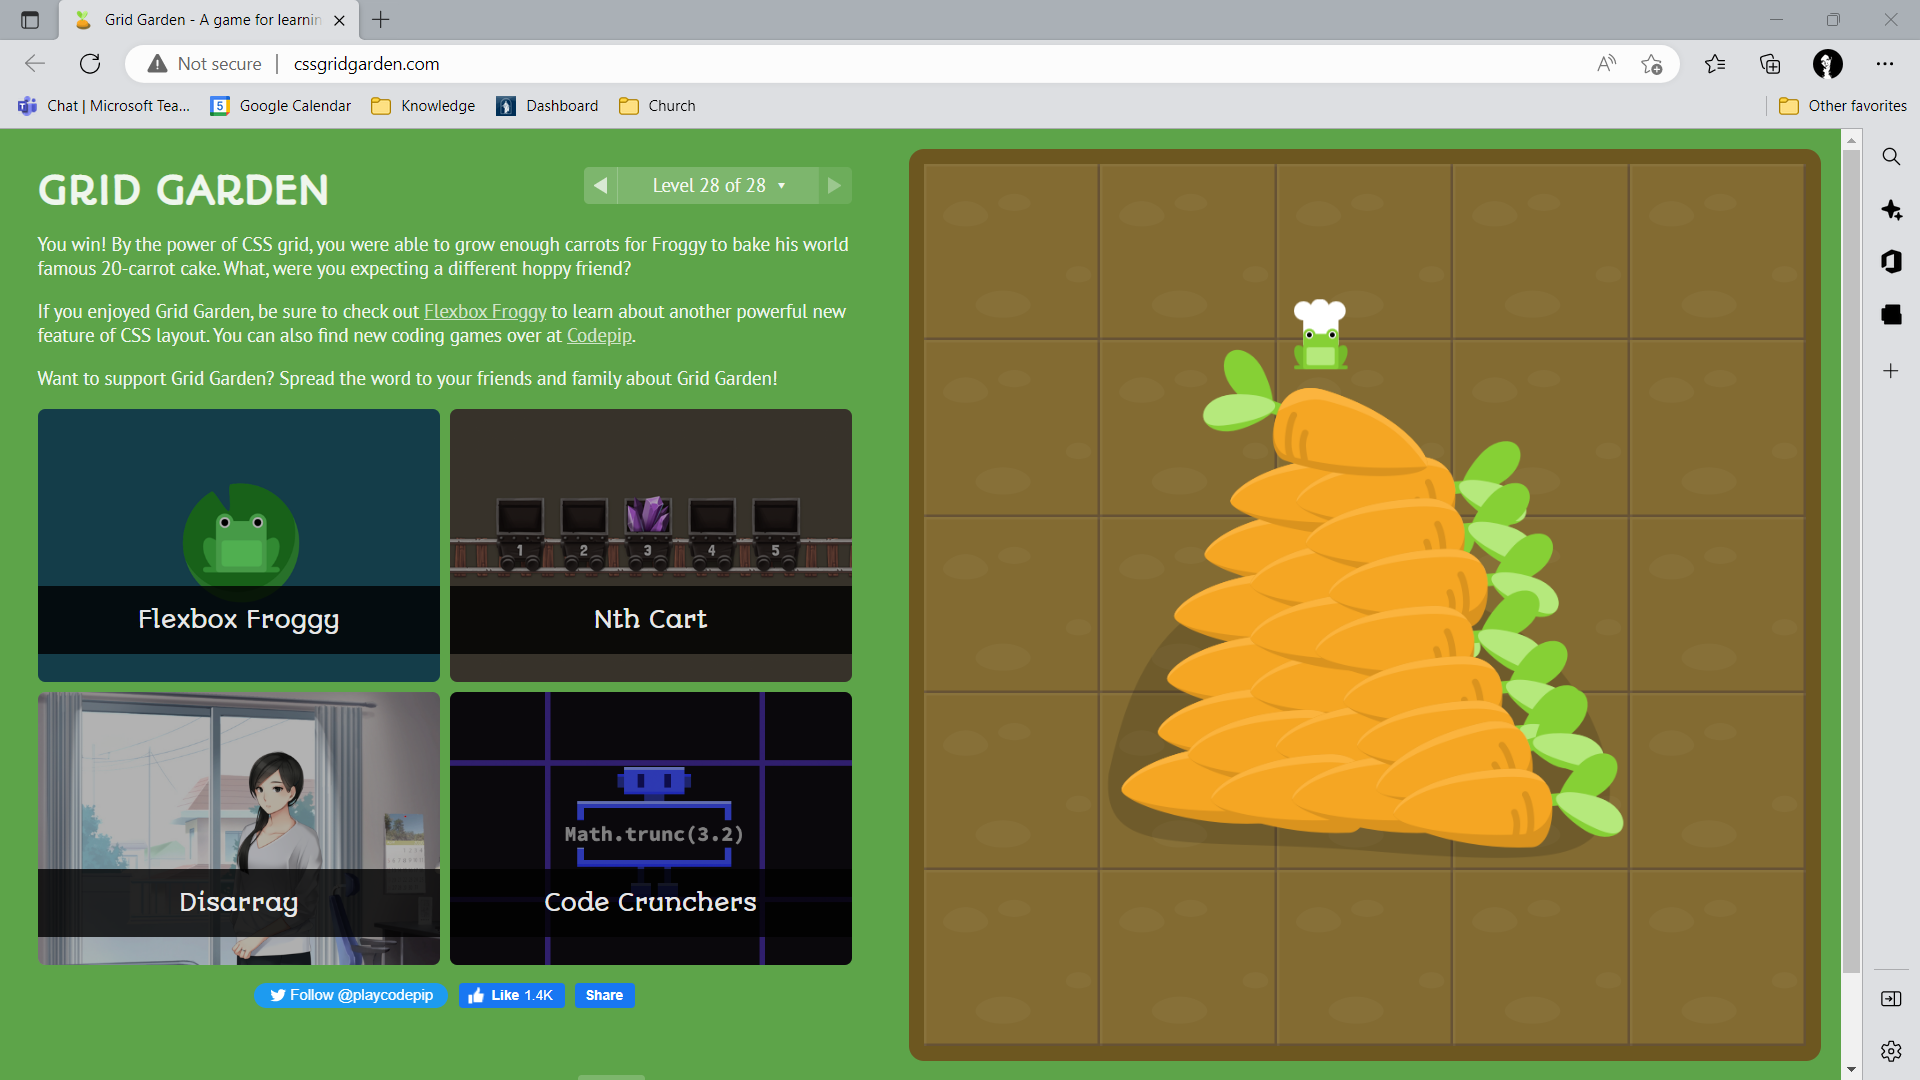 Grid Garden - A game for learnin
Not secure
cssgridgarden.com
Chat | Microsoft Tea...
5
Google Calendar
Knowledge
Dashboard
Church
Other favorites
GRID GARDEN
Level 28 of 28
You win! By the power of CSS grid, you were able to grow enough carrots for Froggy to bake his world
famous 20-carrot cake. What, were you expecting a different hoppy friend?
If you enjoyed Grid Garden, be sure to check out Flexbox Froggy to learn about another powerful new
feature of CSS layout. You can also find new coding games over at Codepip.
Want to support Grid Garden? Spread the word to your friends and family about Grid Garden!
Flexbox Froggy
1 2 3 4 5
Nth Cart
Disarray
Math.trunc(3.2)
Code Crunchers
Follow @playcodepip
Like 1.4K
Share